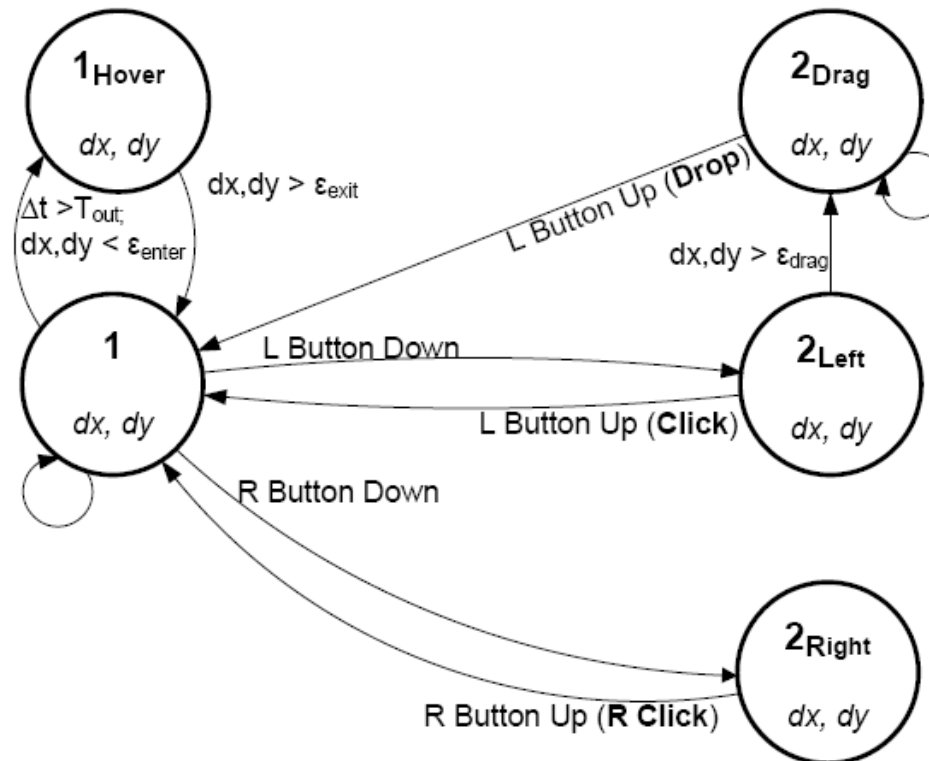 1Hover
dx, dy
2Drag
dx, dy
Δt >Tout;
dx,dy < εenter
dx,dy > εexit
L Button Up (Drop)
dx,dy > εdrag
1
dx, dy
L Button Down
L Button Up (Click)
2Left
dx, dy
R Button Down
R Button Up (R Click)
2Right
dx, dy